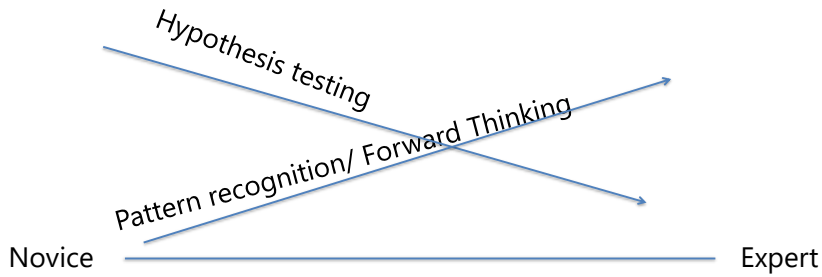 Hypothesis testing
Pattern recognition/ Forward Thinking
Novice
Expert